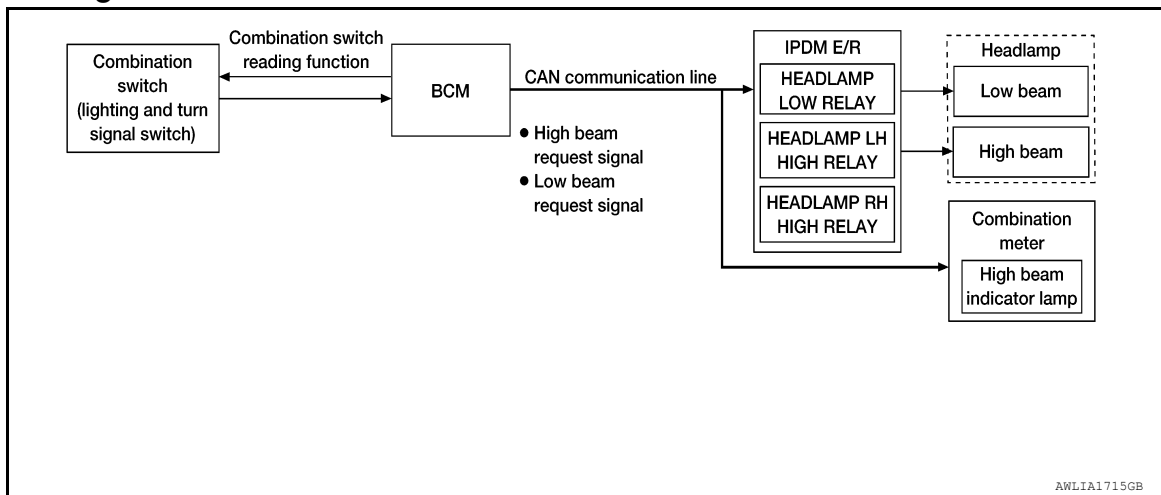 Combination switch
reading function
Combination
switch
(lighting and turn
signal switch)
BCM
CAN communication line
● High beam
request signal
● Low beam
request signal
IPDM E/R
HEADLAMP
LOW RELAY
HEADLAMP LH
HIGH RELAY
HEADLAMP RH
HIGH RELAY
Headlamp
Low beam
High beam
Combination
meter
High beam
indicator lamp
AWLIA1715GB